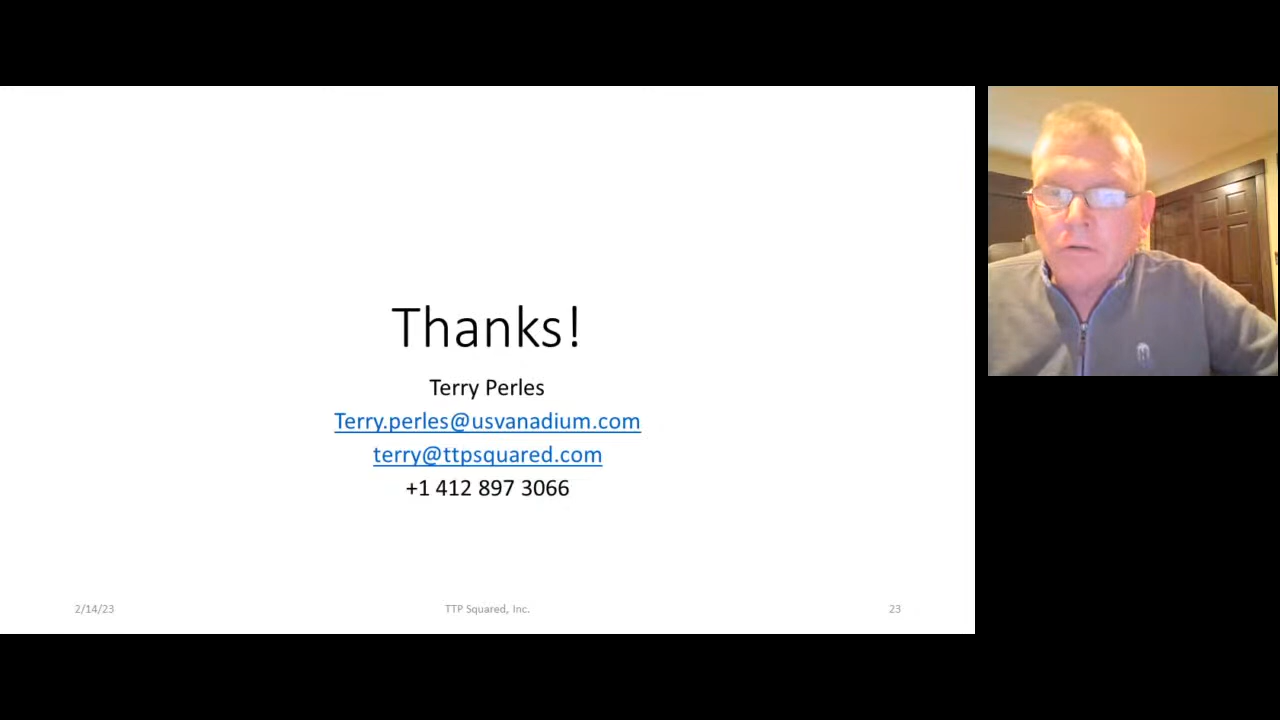 Thanks!
Terry Perles
Terry.perles@usvanadium.com
terry@ttpsquared.com
+1 412 897 3066
2/14/23 TTP Squared, Inc. 23